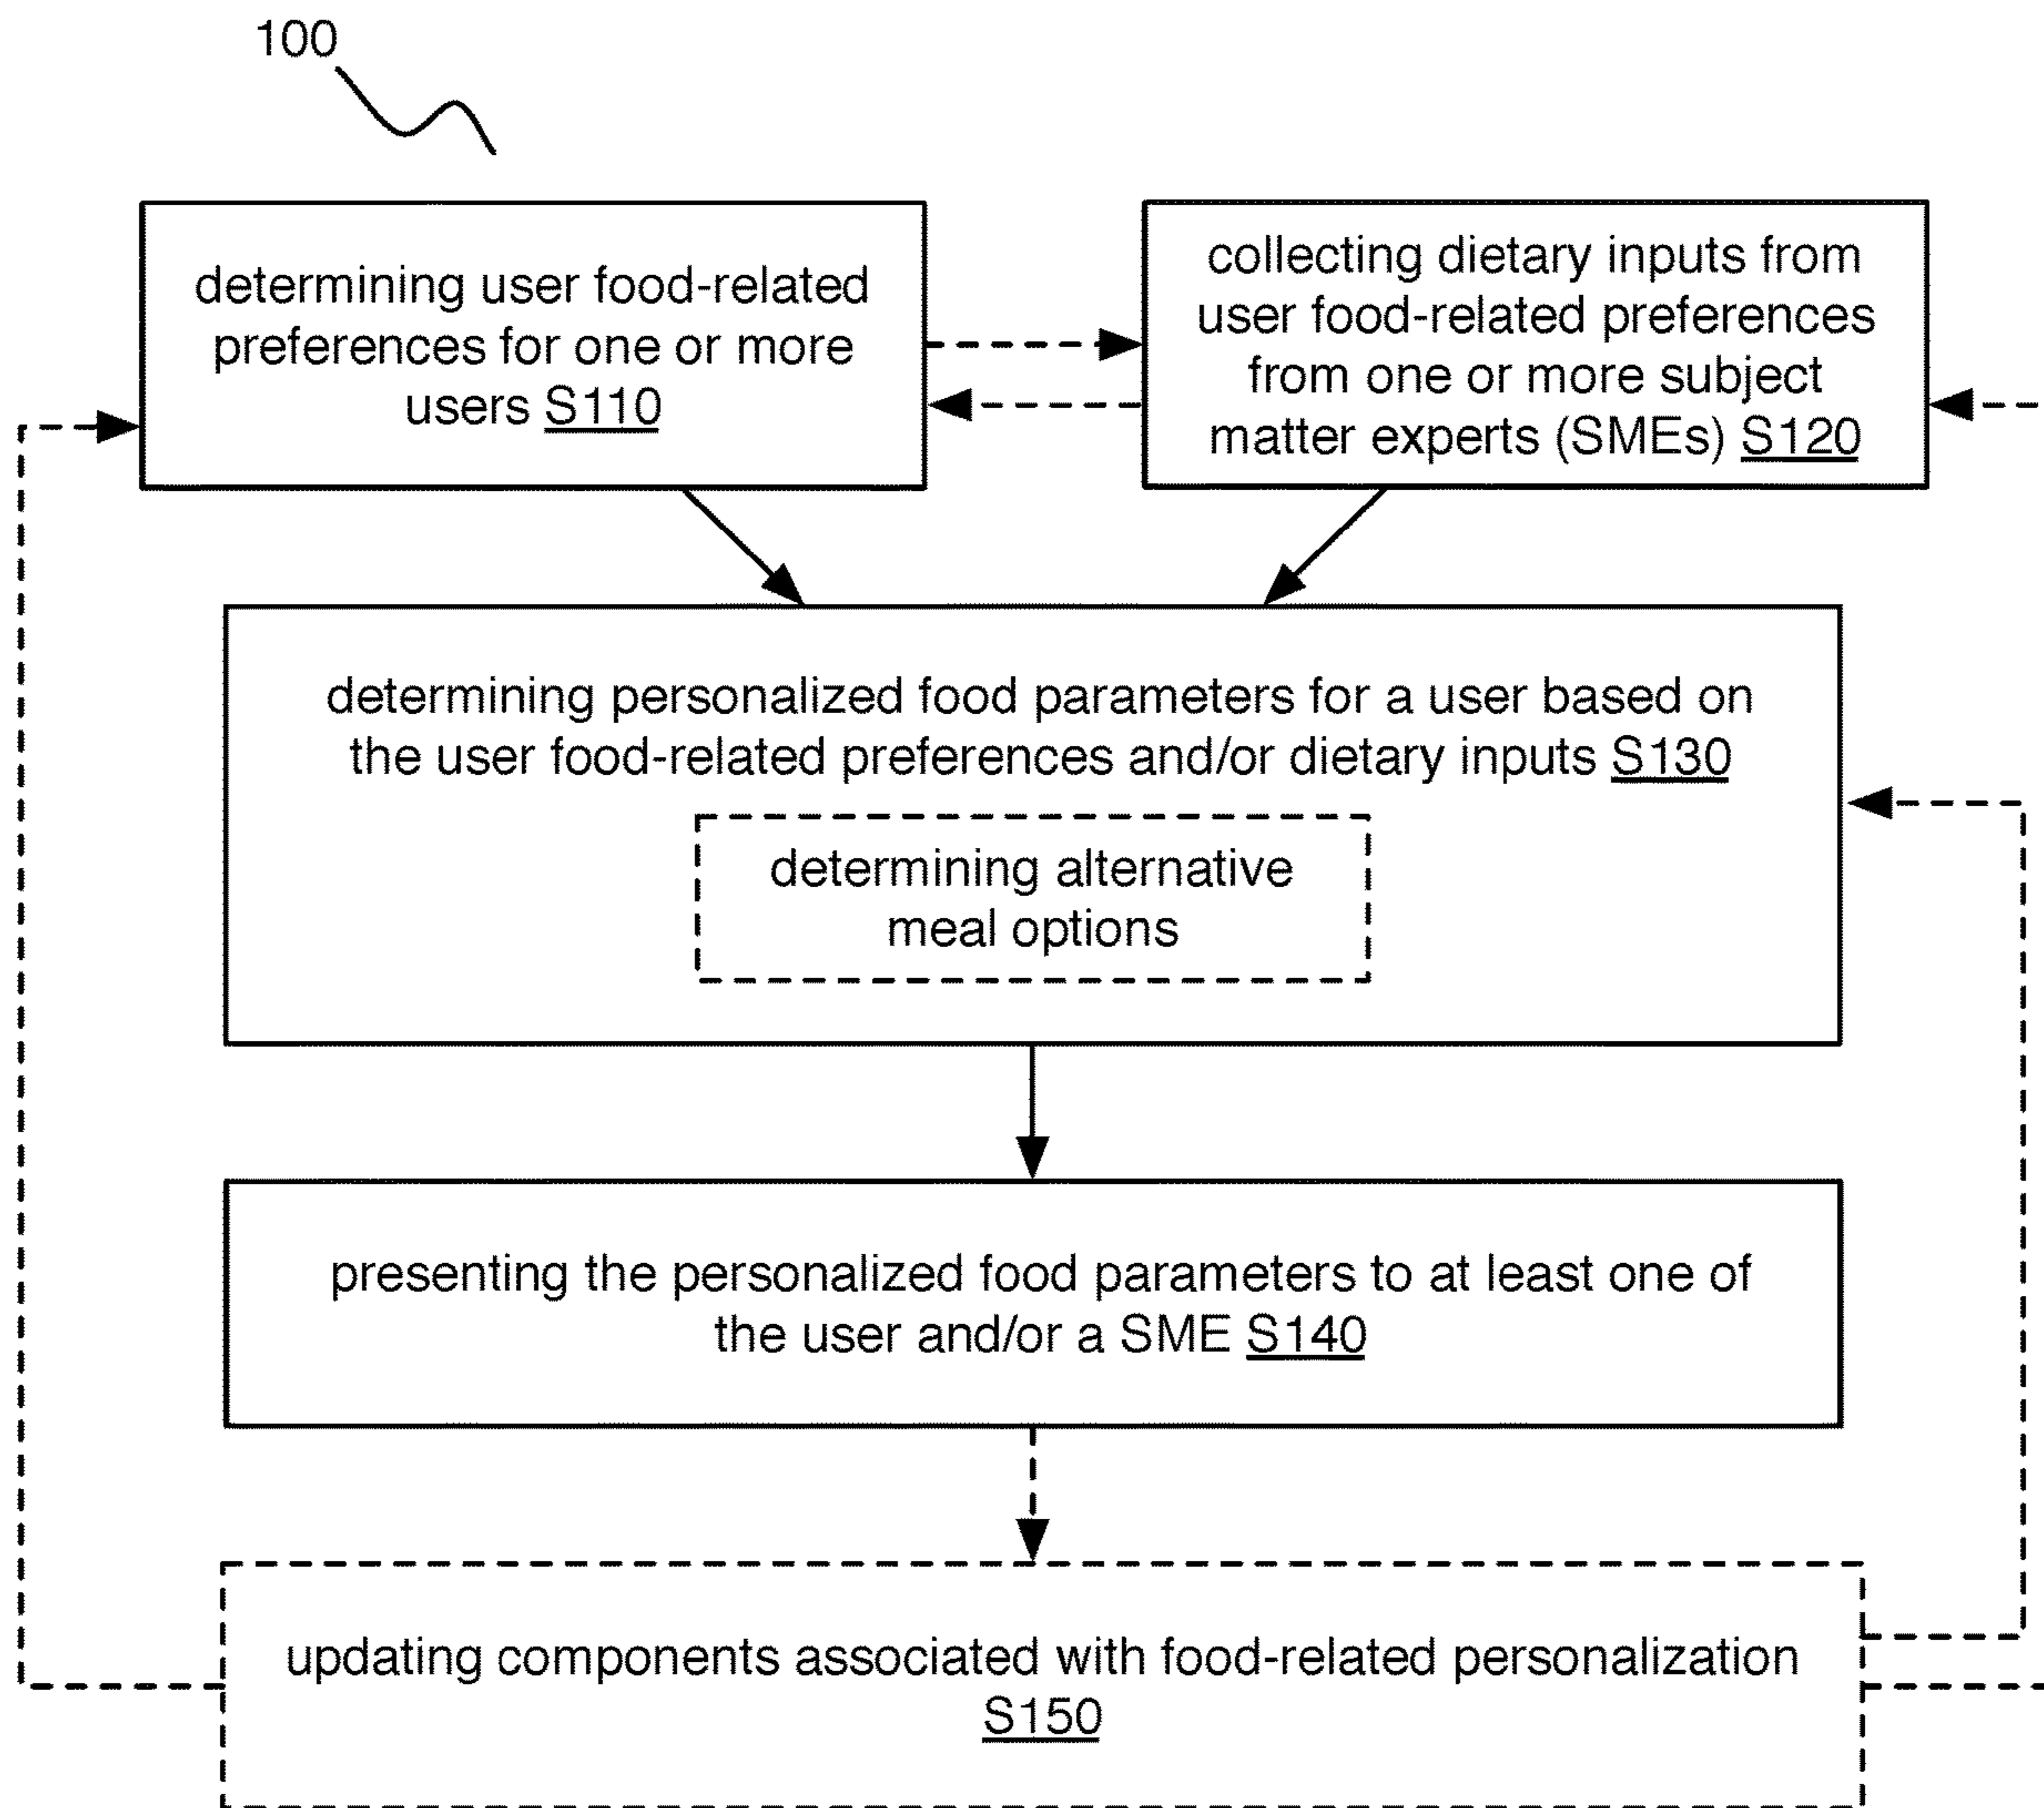 100
determining user food-related
preferences for one or more
users S110
collecting dietary inputs from
user food-related preferences
from one or more subject
matter experts (SMEs) S120
determining personalized food parameters for a user based on
the user food-related preferences and/or dietary inputs S130
determining alternative
meal options
presenting the personalized food parameters to at least one of
the user and/or a SME S140
updating components associated with food-related personalization
S150